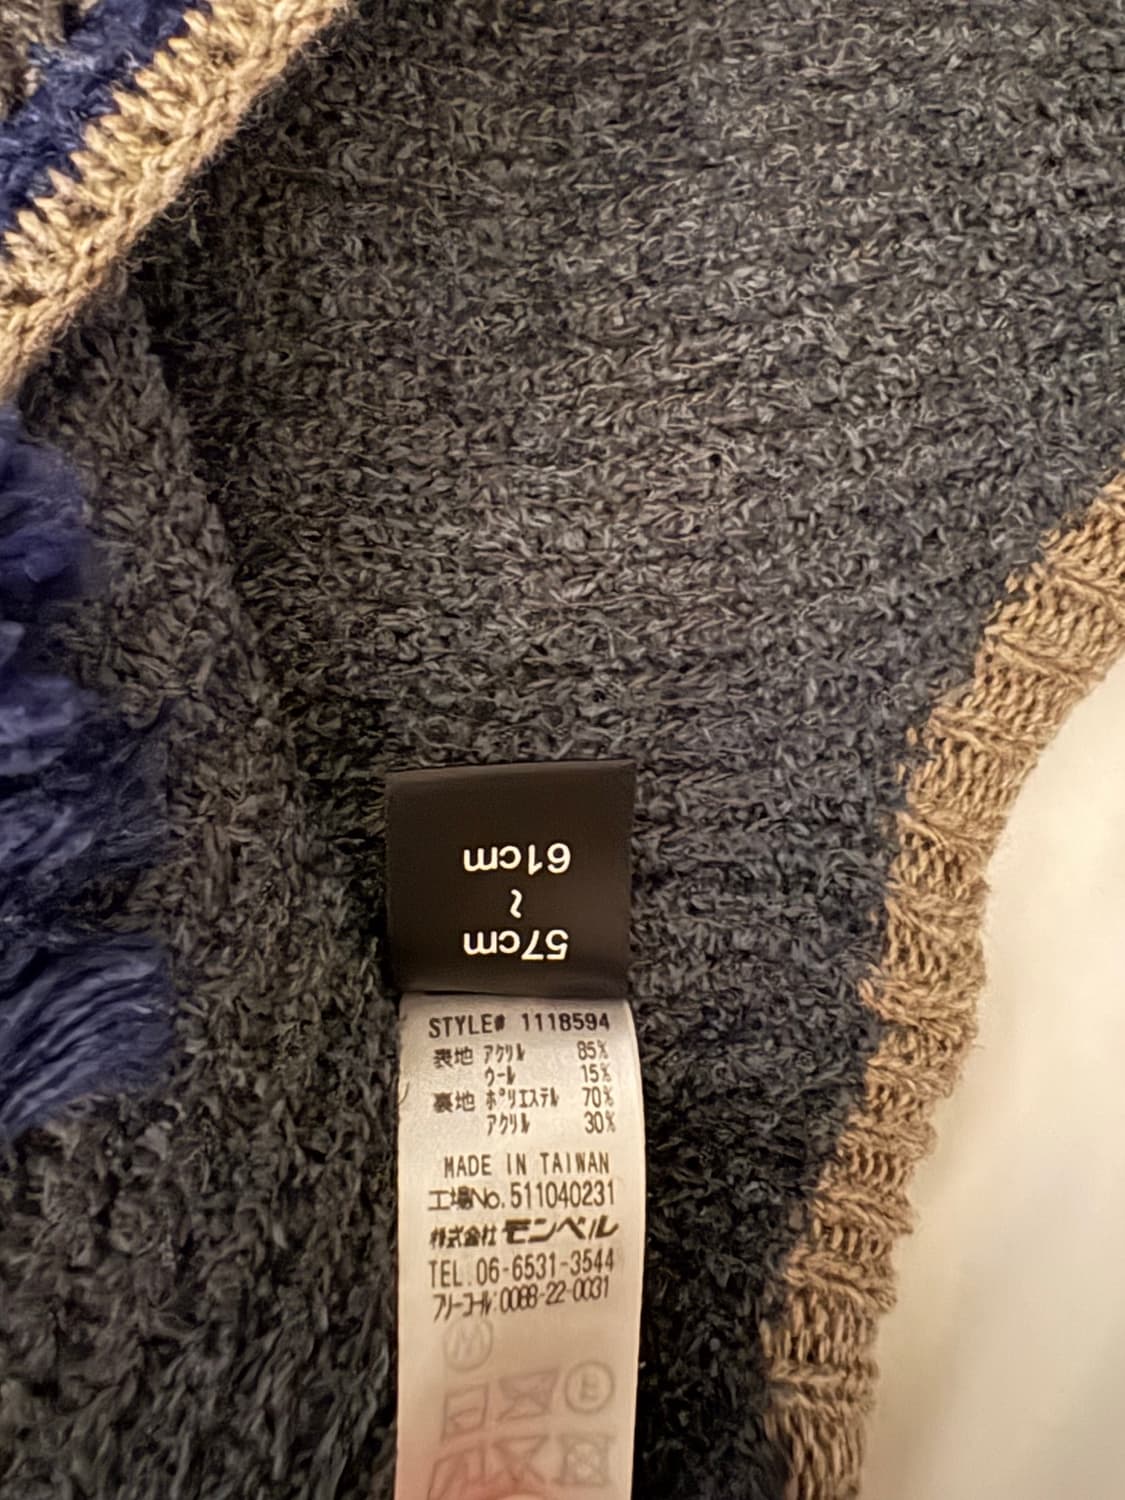 57cm
~
61cm
STYLE# 1118594
表地 アクリル 85%
ウール 15%
裏地 ポリエステル 70%
アクリル 30%
MADE IN TAIWAN
工場No.511040231
株式会社 モンベル
TEL.06-6531-3544
フリーコール:0088-22-0031